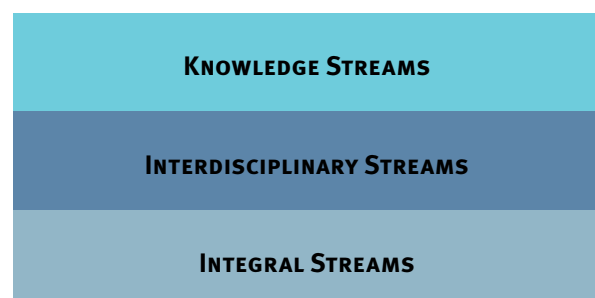 Knowledge Streams
Interdisciplinary Streams
Integral Streams